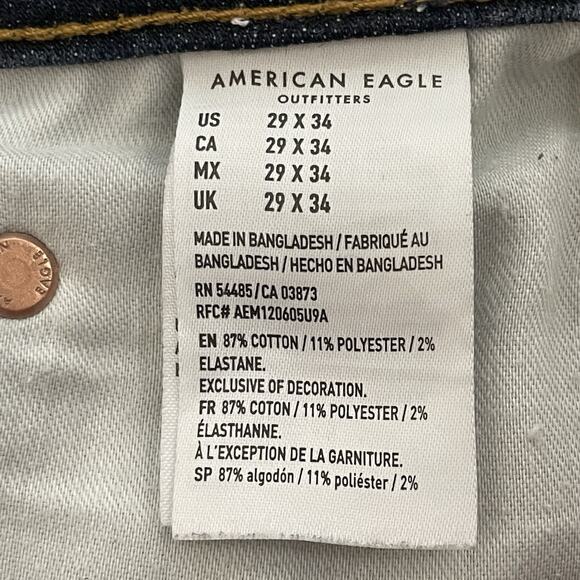 AMERICAN EAGLE
OUTFITTERS
US 29 X 34
CA 29 X 34
MX 29 X 34
UK 29 X 34
MADE IN BANGLADESH / FABRIQUÉ AU
BANGLADESH / HECHO EN BANGLADESH
RN 54485 / CA 03873
RFC# AEM120605U9A
EN 87% COTTON / 11% POLYESTER / 2%
ELASTANE.
EXCLUSIVE OF DECORATION.
FR 87% COTON / 11% POLYESTER / 2%
ÉLASTHANNE.
À L'EXCEPTION DE LA GARNITURE.
SP 87% algodón / 11% poliéster / 2%